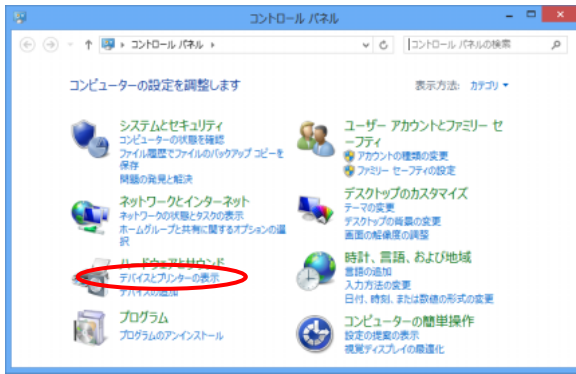 コントロール パネル
コントロール パネル
コントロール パネルの検索
コンピューターの設定を調整します
表示方法: カテゴリ
システムとセキュリティ
コンピューターの状態を確認
ファイル履歴でファイルのバックアップ コピーを
保存
問題の発見と解決
ネットワークとインターネット
ネットワークの状態とタスクの表示
ホームグループと共有に関するオプションの選
択
ハードウェアとサウンド
デバイスとプリンターの表示
デバイスの追加
プログラム
プログラムのアンインストール
ユーザー アカウントとファミリー セ
ーフティ
アカウントの種類の変更
ファミリー セーフティの設定
デスクトップのカスタマイズ
テーマの変更
デスクトップの背景の変更
画面の解像度の調整
時計、言語、および地域
言語の追加
入力方法の変更
日付、時刻、または数値の形式の変更
コンピューターの簡単操作
設定の提案の表示
視覚ディスプレイの最適化